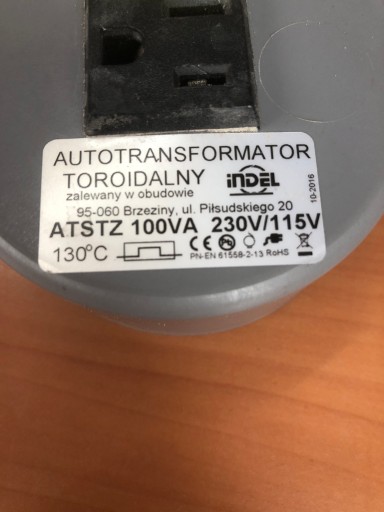 AUTOTRANSFORMATOR
TOROIDALNY
INDEL
zalewany w obudowie
95-060 Brzeziny, ul. Piłsudskiego 20
10-2016
ATSTZ 100VA 230V/115V
130°C
CE
PN-EN 61558-2-13 RoHS